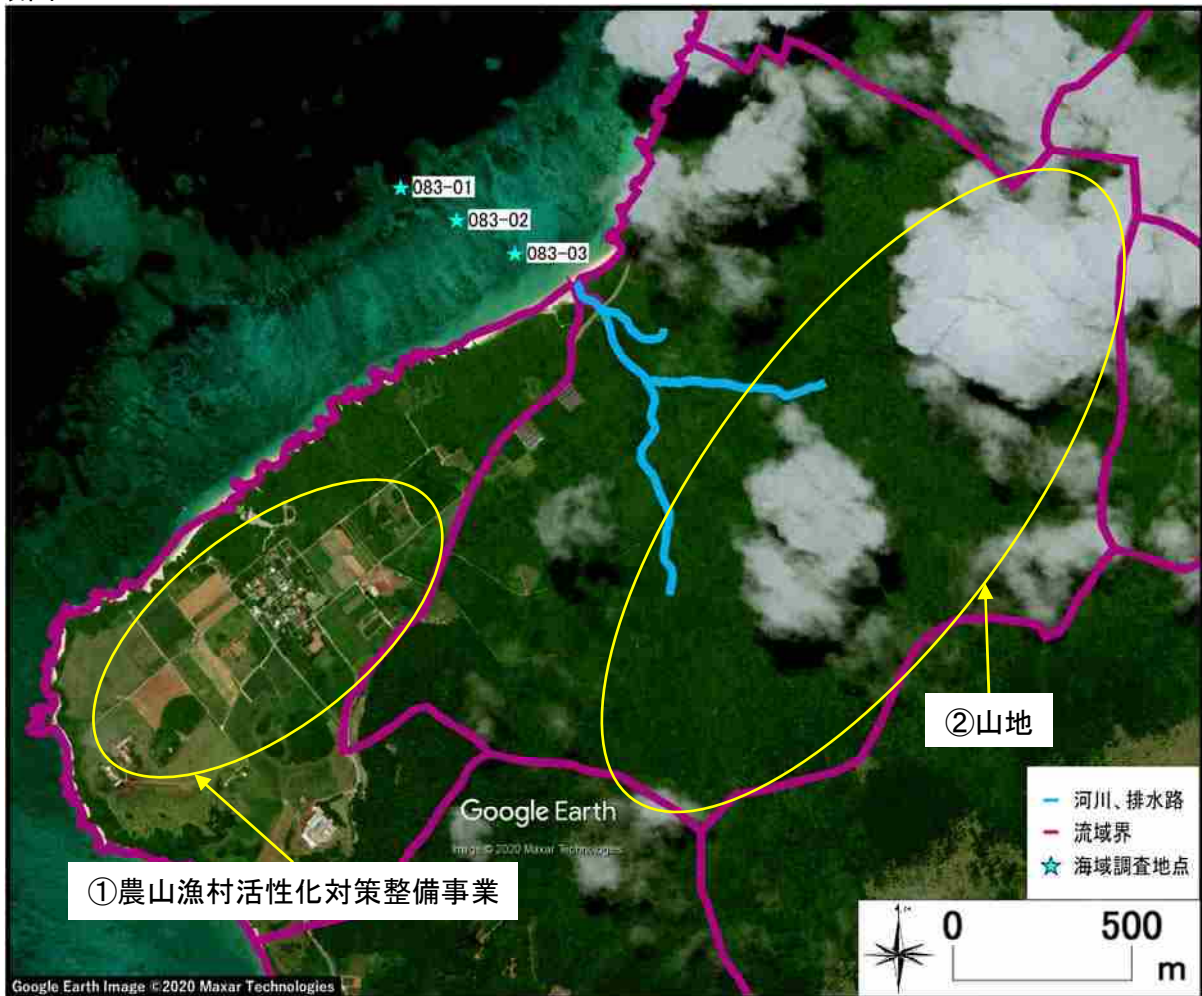 083-01
083-02
083-03
②山地
Google Earth
Image © 2020 Maxar Technologies
①農山漁村活性化対策整備事業
河川、排水路
流域界
海域調査地点
0 500
m
Google Earth Image ©2020 Maxar Technologies